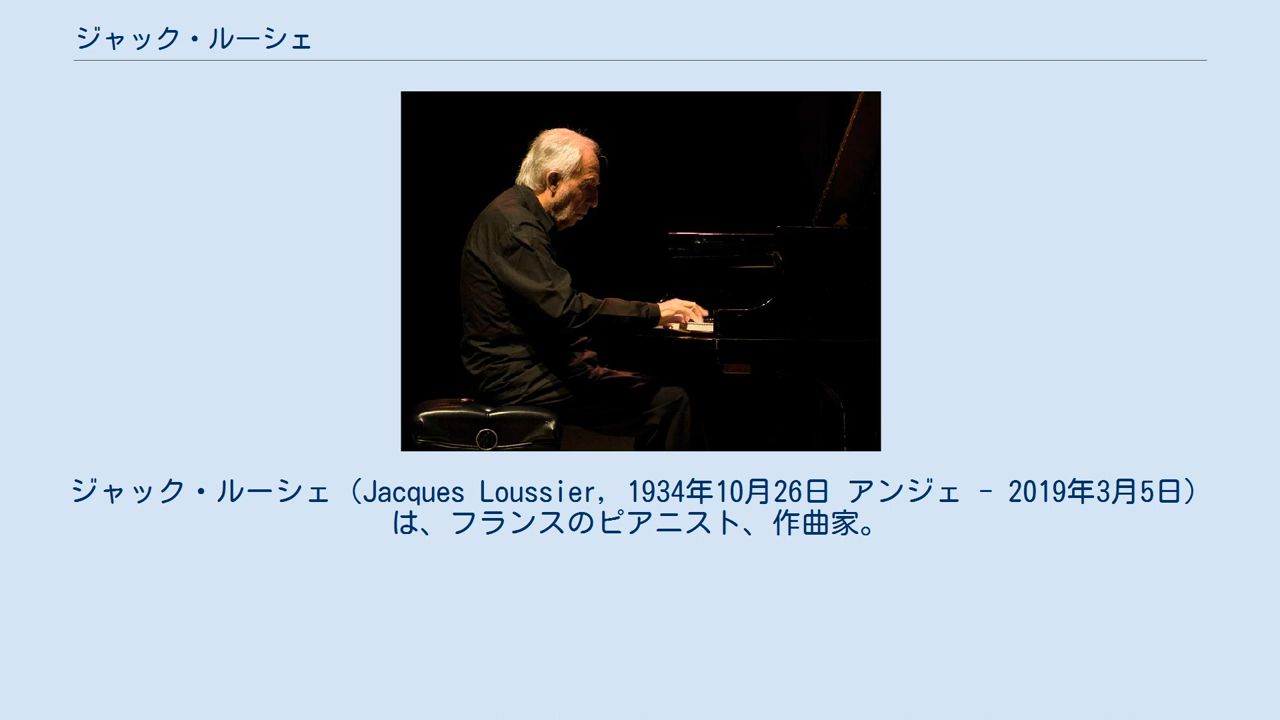 ジャック・ルーシェ
ジャック・ルーシェ（Jacques Loussier, 1934年10月26日 アンジェ - 2019年3月5日）
は、フランスのピアニスト、作曲家。